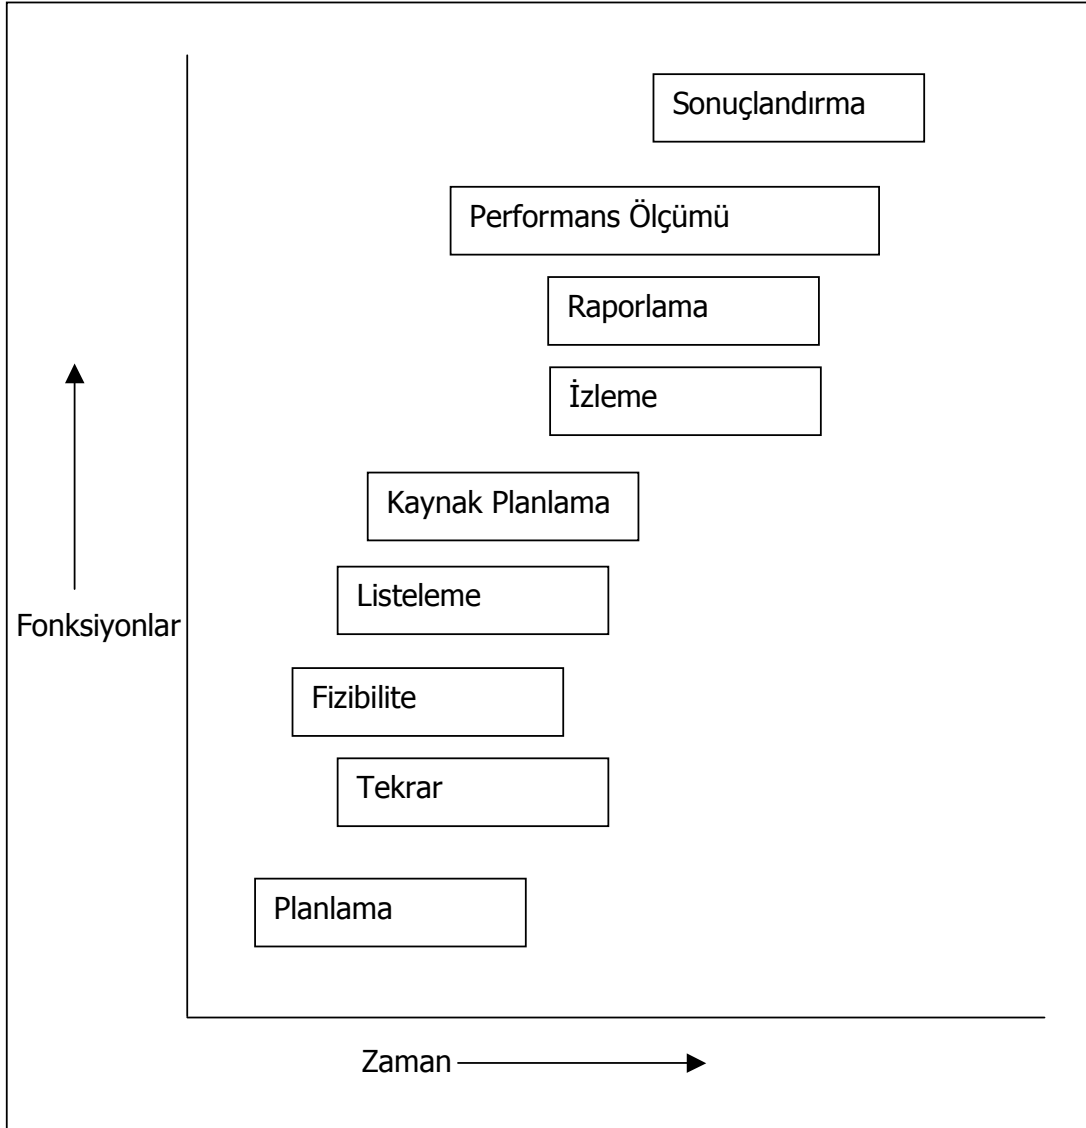 Sonuçlandırma
Performans Ölçümü
Raporlama
İzleme
Kaynak Planlama
Listeleme
Fonksiyonlar
Fizibilite
Tekrar
Planlama
Zaman